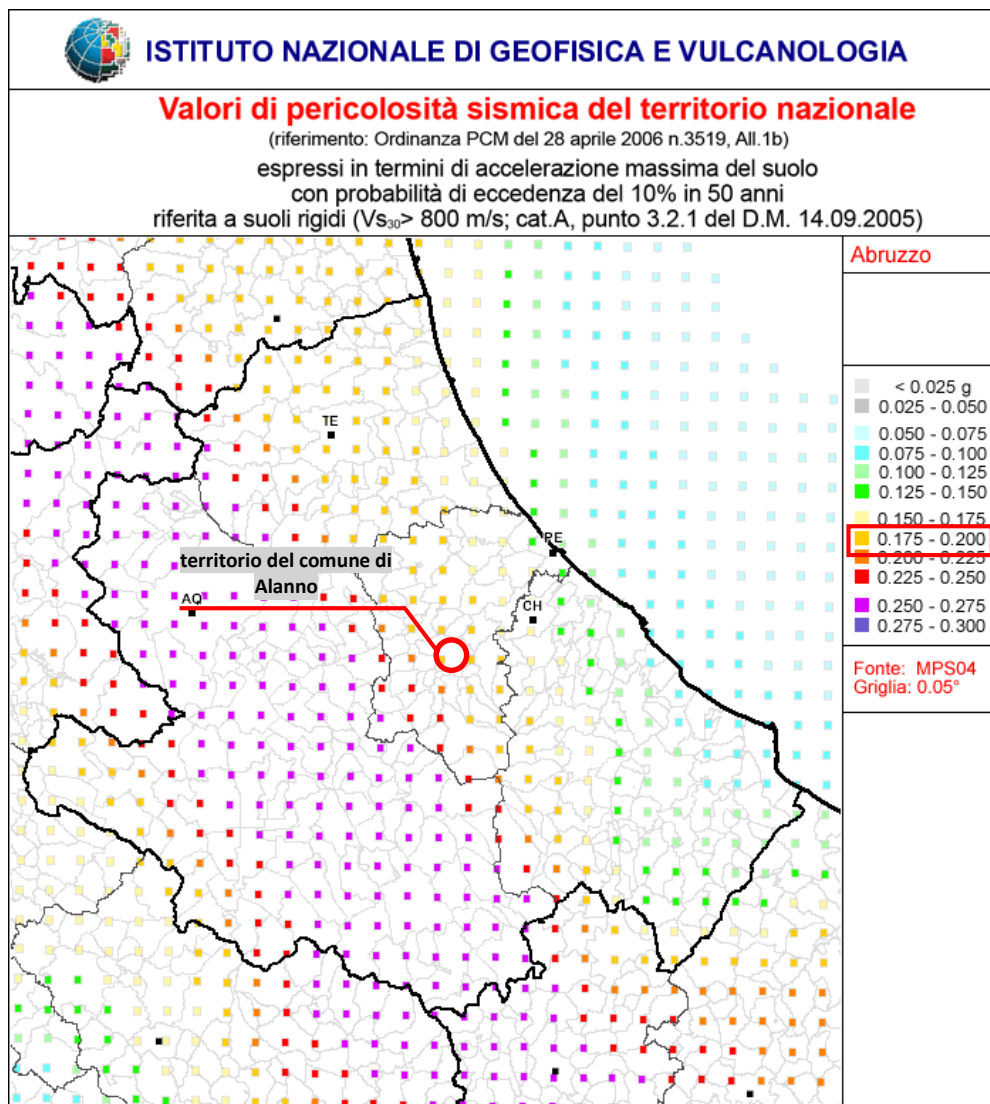 ISTITUTO NAZIONALE DI GEOFISICA E VULCANOLOGIA
Valori di pericolosità sismica del territorio nazionale
(riferimento: Ordinanza PCM del 28 aprile 2006 n.3519, All.1b)
espressi in termini di accelerazione massima del suolo
con probabilità di eccedenza del 10% in 50 anni
riferita a suoli rigidi (Vs₃₀> 800 m/s; cat.A, punto 3.2.1 del D.M. 14.09.2005)
Abruzzo
< 0.025 g
0.025 - 0.050
0.050 - 0.075
0.075 - 0.100
0.100 - 0.125
0.125 - 0.150
0.150 - 0.175
0.175 - 0.200
0.200 - 0.225
0.225 - 0.250
0.250 - 0.275
0.275 - 0.300
Fonte: MPS04
Griglia: 0.05°
TE
PE
territorio del comune di
Alanno
AQ
CH